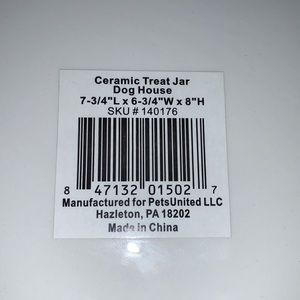 Ceramic Treat Jar
Dog House
7-3/4"L x 6-3/4"W x 8"H
SKU # 140176
8 47132 01502 7
Manufactured for PetsUnited LLC
Hazleton, PA 18202
Made in China